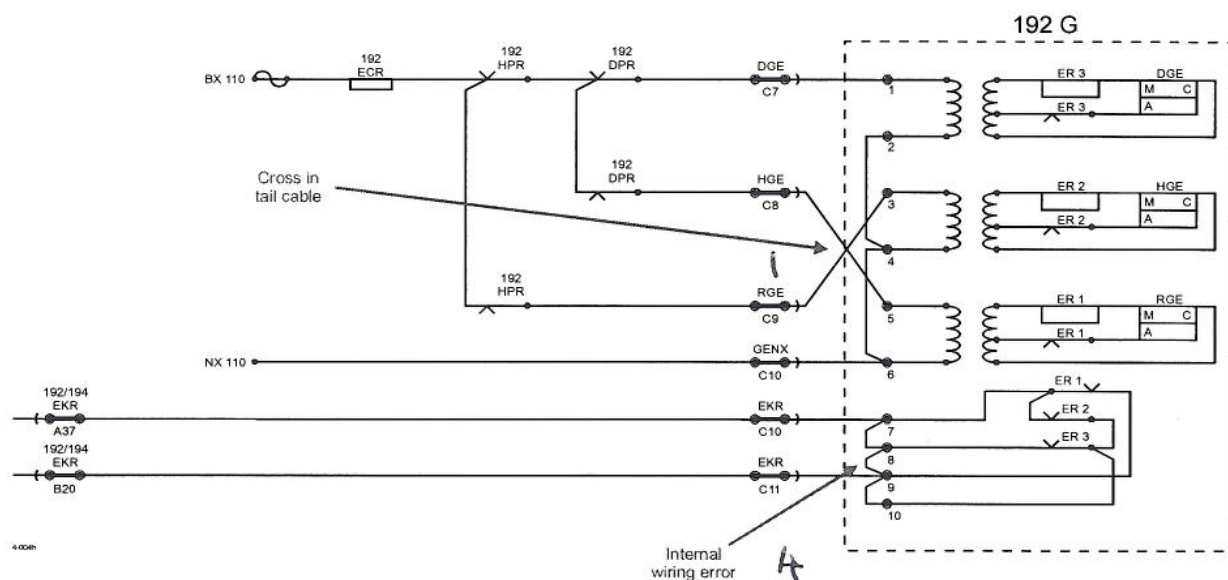 192 G
BX 110
192
ECR
192
HPR
192
DPR
DGE
C7
1
ER 3
DGE
M C
A
ER 3
2
Cross in
tail cable
192
DPR
HGE
C8
3
ER 2
HGE
M C
A
ER 2
4
192
HPR
RGE
C9
5
ER 1
RGE
M C
A
ER 1
NX 110
GENX
C10
6
192/194
EKR
A37
EKR
C10
7
ER 1
ER 2
8
ER 3
192/194
EKR
B20
EKR
C11
9
10
Internal
wiring error